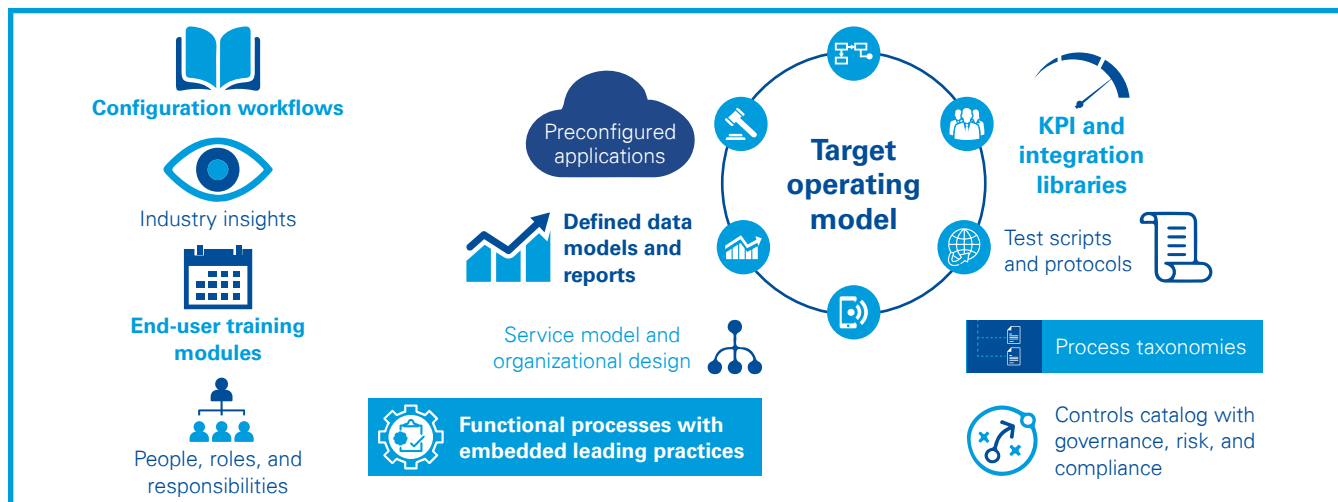 Configuration workflows
Industry insights
End-user training
modules
People, roles, and
responsibilities
Preconfigured
applications
Defined data
models and
reports
Service model and
organizational design
Functional processes with
embedded leading practices
Target
operating
model
KPI and
integration
libraries
Test scripts
and protocols
Process taxonomies
Controls catalog with
governance, risk, and
compliance